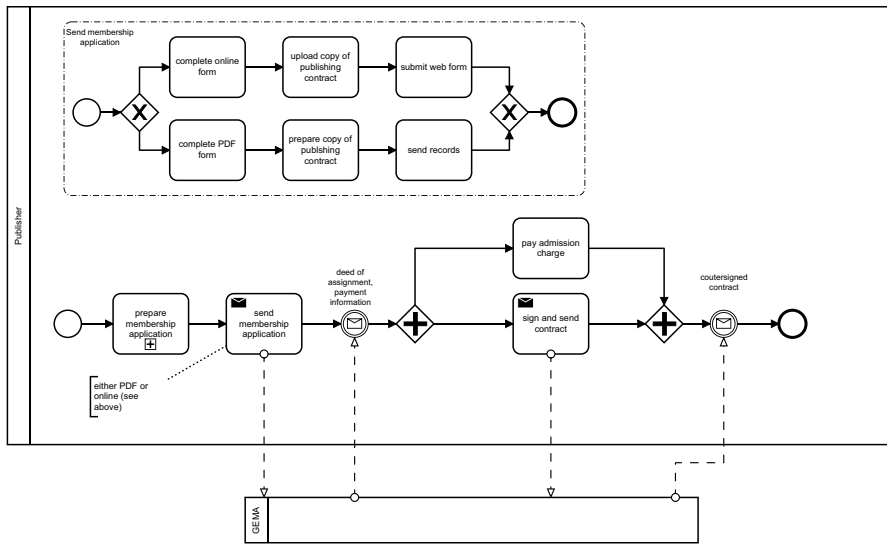 Send membership
application
complete online
form
upload copy of
publishing
contract
submit web form
complete PDF
form
prepare copy of
publshing
contract
send records
Publisher
pay admission
charge
deed of
assignment,
payment
information
coutersigned
contract
prepare
membership
application
send
membership
application
sign and send
contract
either PDF or
online (see
above)
GEMA